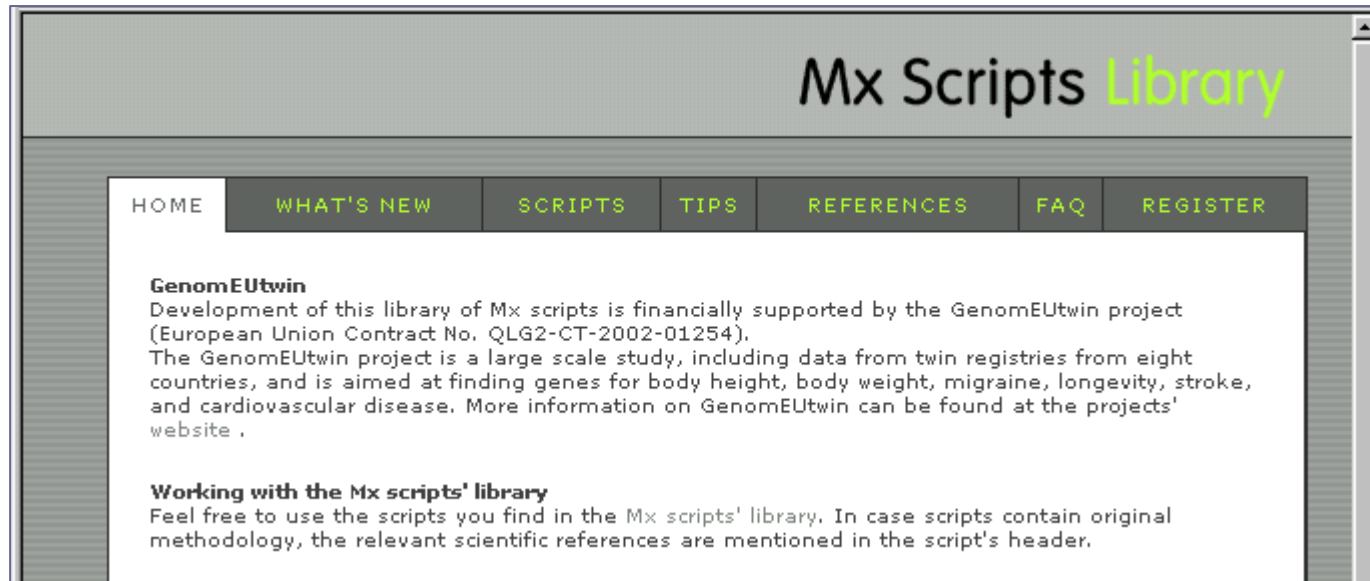 Mx Scripts Library
HOME WHAT'S NEW SCRIPTS TIPS REFERENCES FAQ REGISTER
GenomEUtwin
Development of this library of Mx scripts is financially supported by the GenomEUtwin project
(European Union Contract No. QLG2-CT-2002-01254).
The GenomEUtwin project is a large scale study, including data from twin registries from eight
countries, and is aimed at finding genes for body height, body weight, migraine, longevity, stroke,
and cardiovascular disease. More information on GenomEUtwin can be found at the projects'
website .
Working with the Mx scripts' library
Feel free to use the scripts you find in the Mx scripts' library. In case scripts contain original
methodology, the relevant scientific references are mentioned in the script's header.